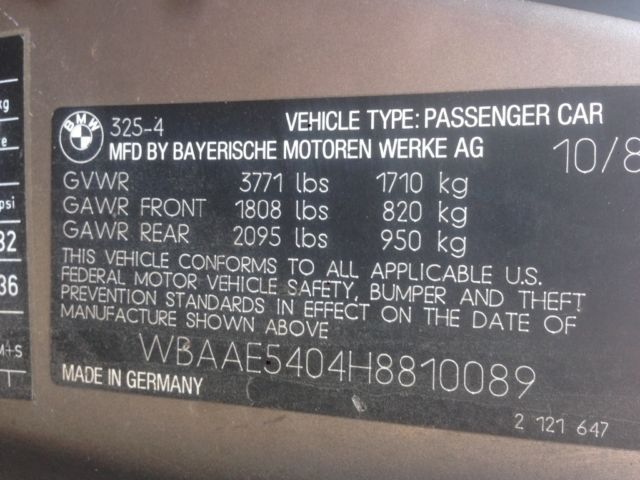 kg
psi
32
36
M+S
BMW
325-4
VEHICLE TYPE: PASSENGER CAR
MFD BY BAYERISCHE MOTOREN WERKE AG
10/8
GVWR 3771 lbs 1710 kg
GAWR FRONT 1808 lbs 820 kg
GAWR REAR 2095 lbs 950 kg
THIS VEHICLE CONFORMS TO ALL APPLICABLE U.S.
FEDERAL MOTOR VEHICLE SAFETY, BUMPER AND THEFT
PREVENTION STANDARDS IN EFFECT ON THE DATE OF
MANUFACTURE SHOWN ABOVE
WBAAE5404H8810089
MADE IN GERMANY
2 121 647